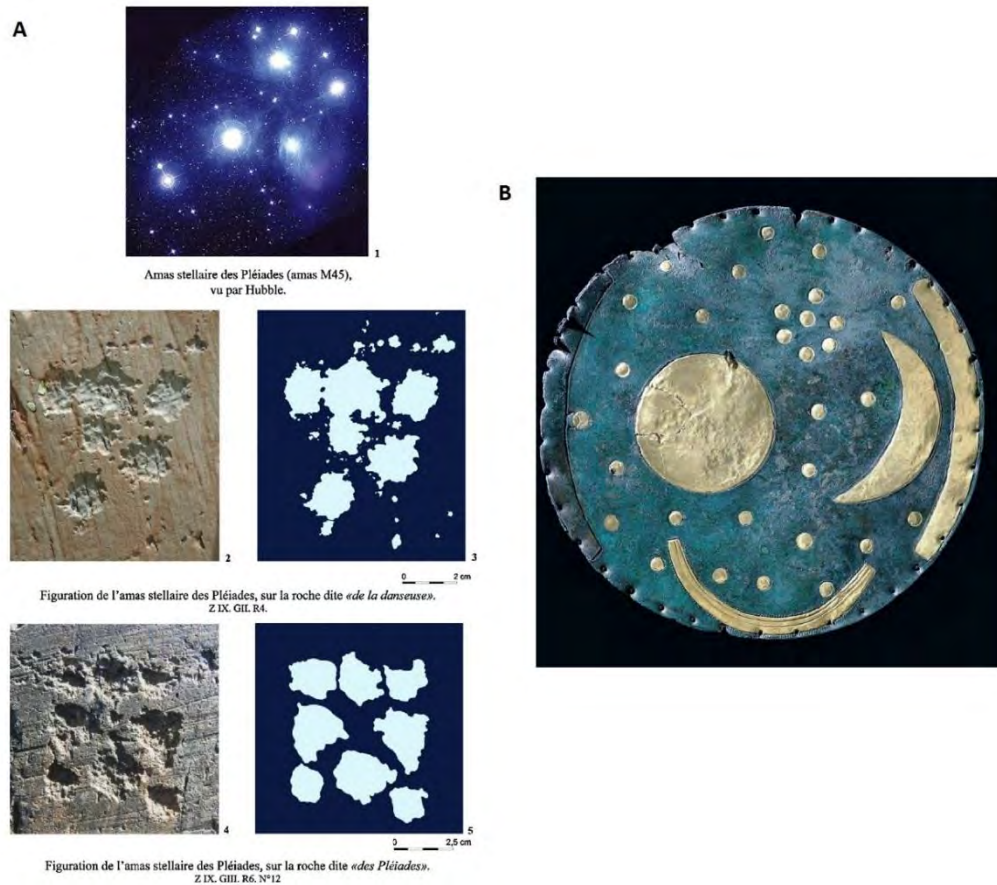 A
1
Amas stellaire des Pléiades (amas M45),
vu par Hubble.
2
3
0 2 cm
Figuration de l'amas stellaire des Pléiades, sur la roche dite «de la danseuse».
Z IX. GII. R4.
4
5
0 2,5 cm
Figuration de l'amas stellaire des Pléiades, sur la roche dite «des Pléiades».
Z IX. GIII. R6. N°12
B